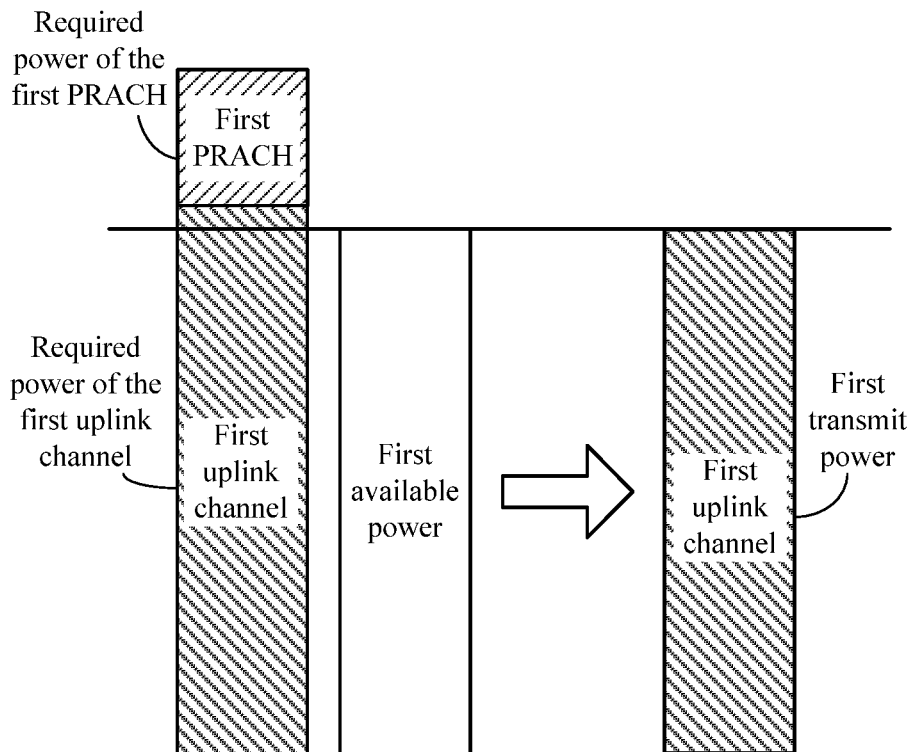 Required
power of the
first PRACH
First
PRACH
Required
power of the
first uplink
channel
First
uplink
channel
First
available
power
First
uplink
channel
First
transmit
power